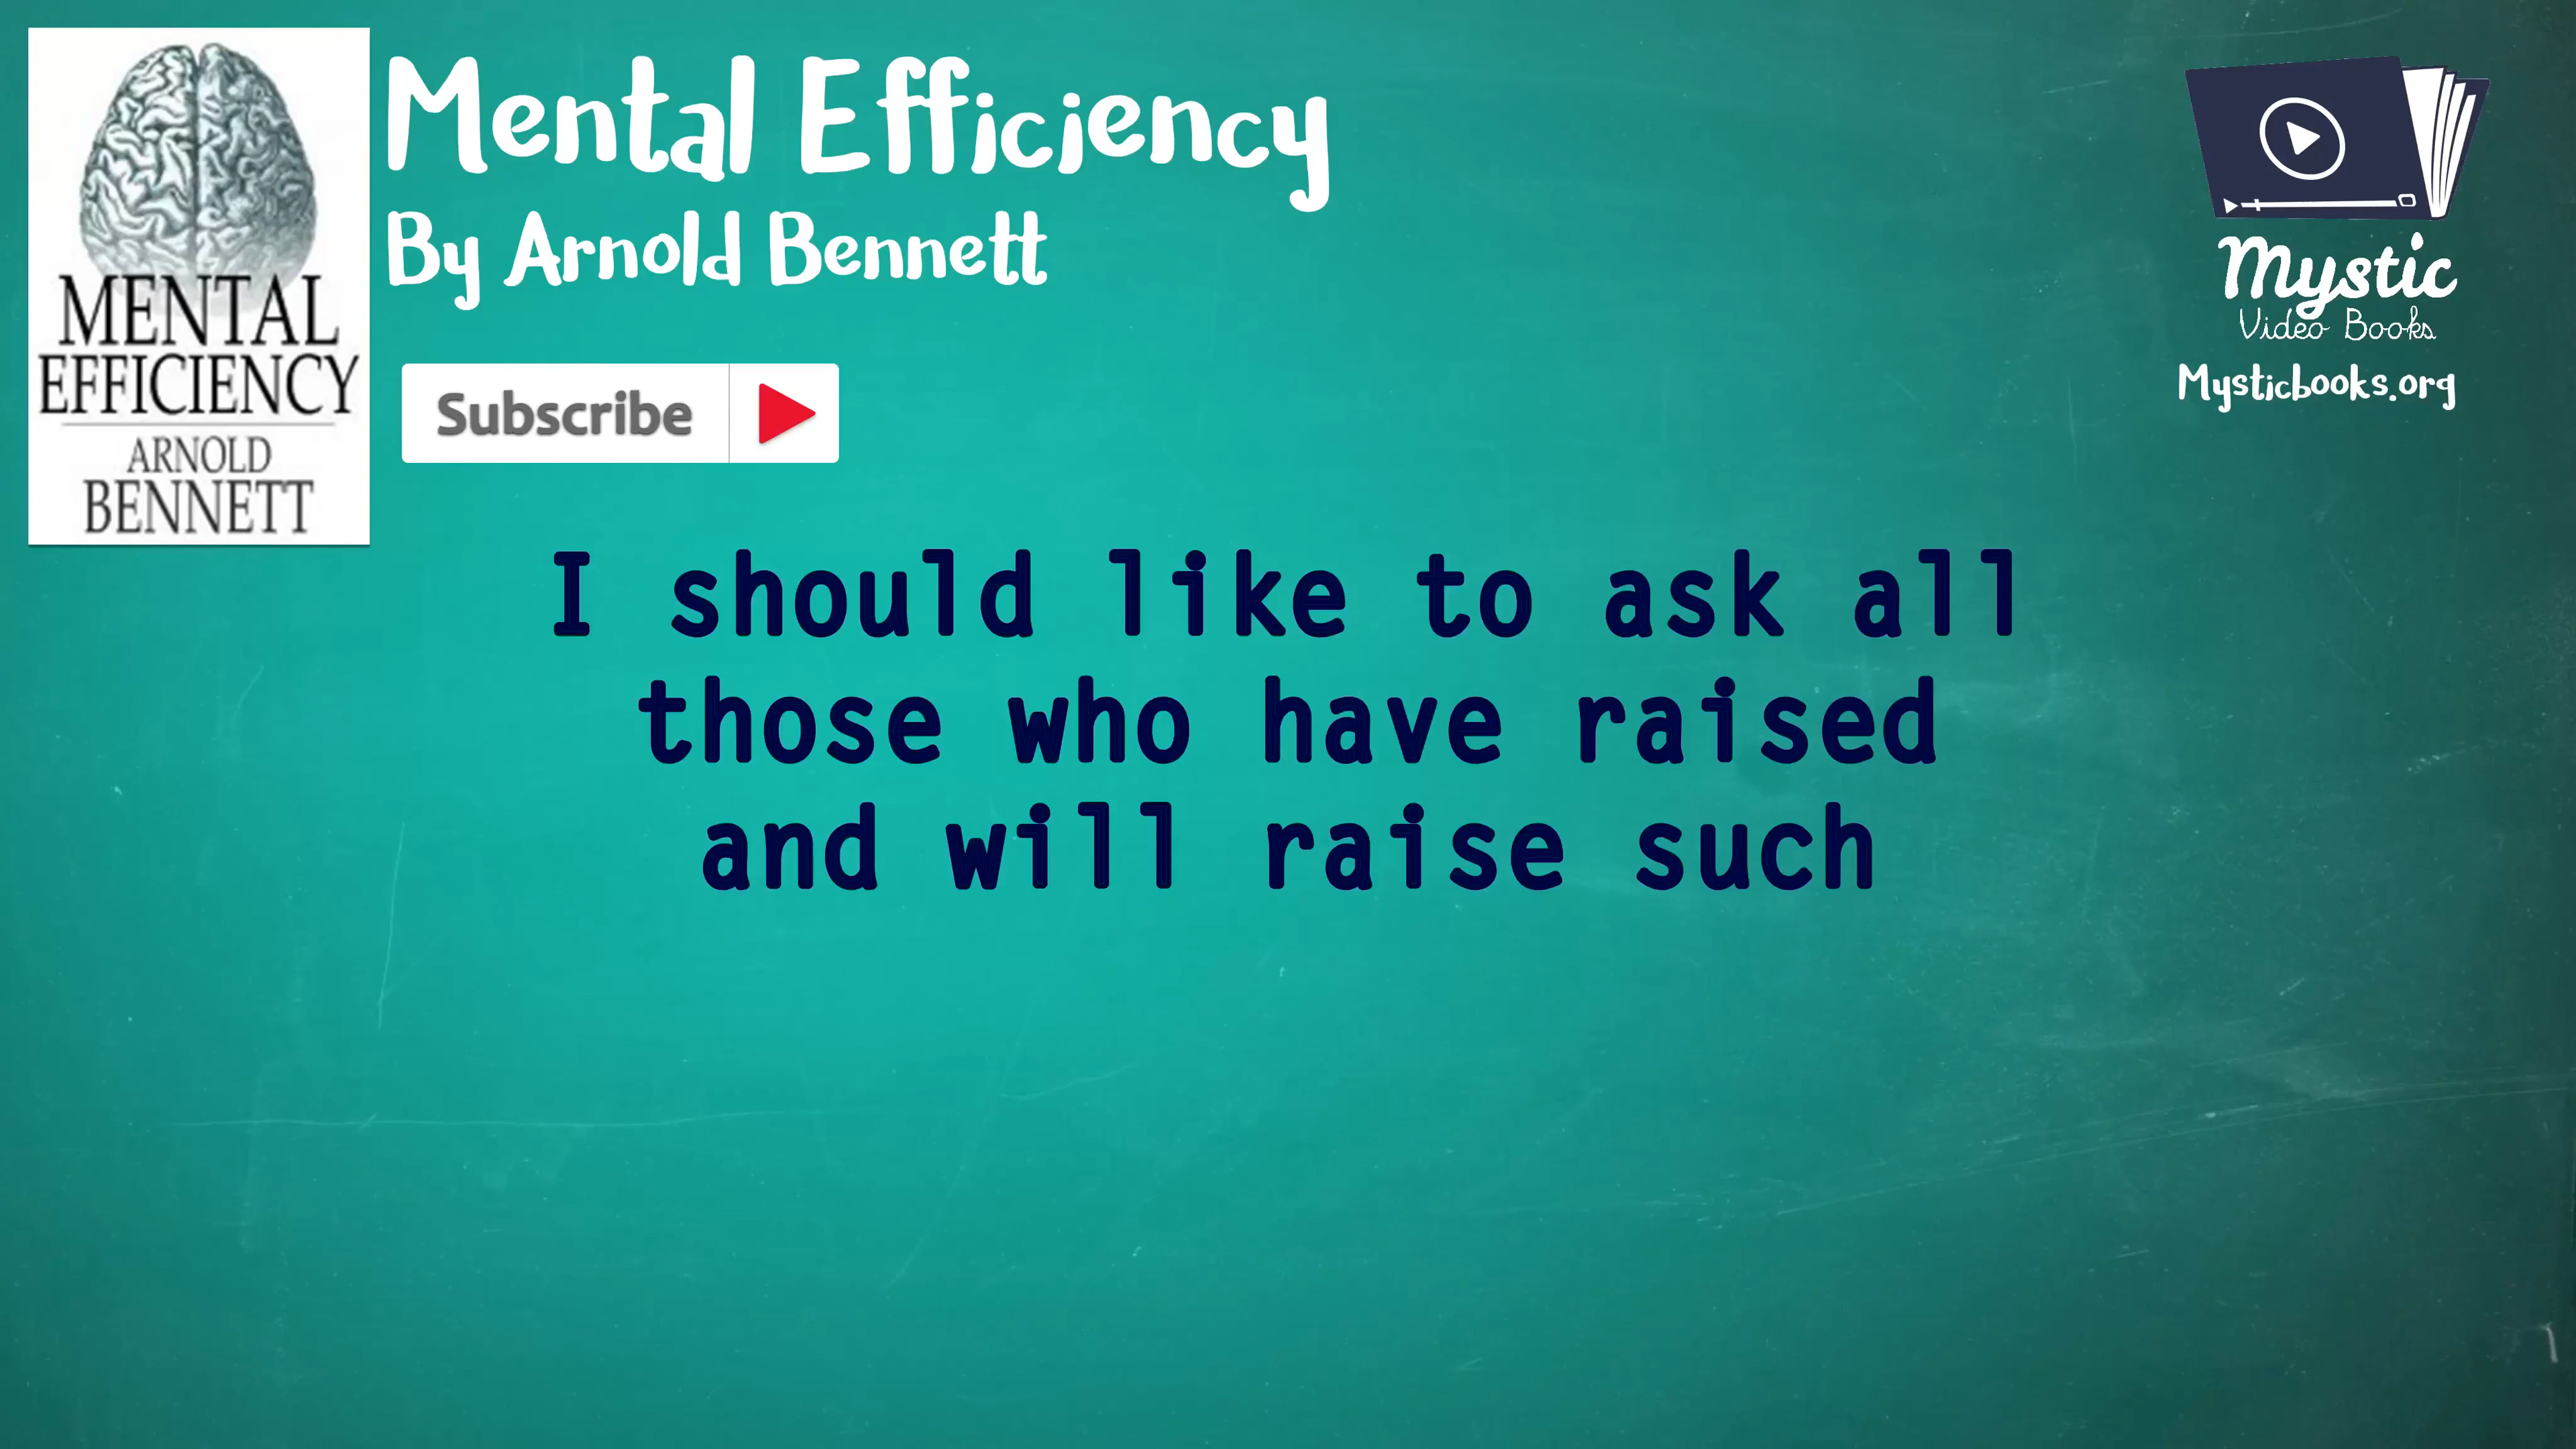 MENTAL
EFFICIENCY
ARNOLD
BENNETT
Mental Efficiency
By Arnold Bennett
Subscribe
Mystic
Video Books
Mysticbooks.org
I should like to ask all
those who have raised
and will raise such